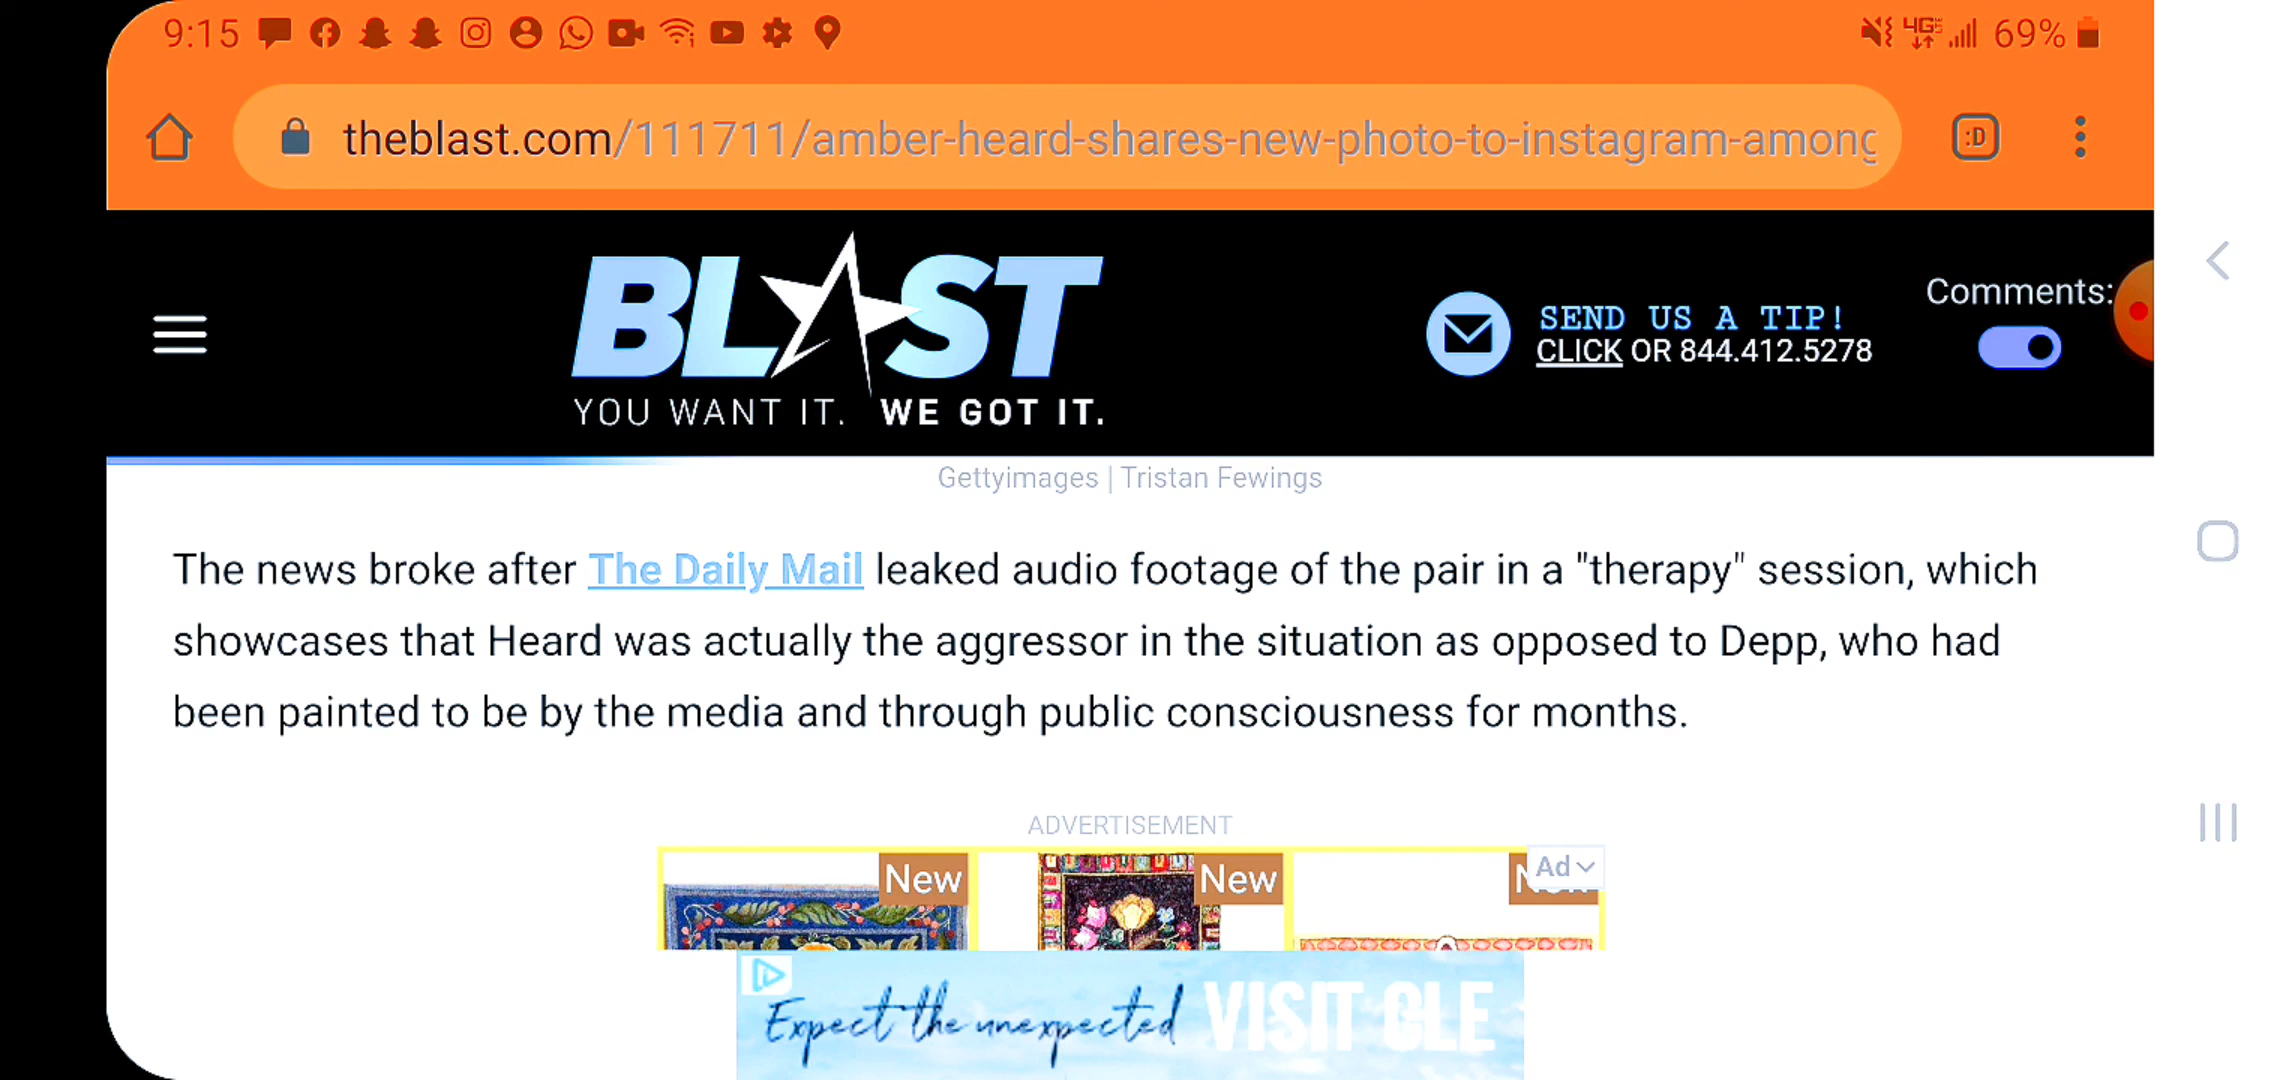 9:15
4G LTE 69%
theblast.com/111711/amber-heard-shares-new-photo-to-instagram-among
:D
BLAST
YOU WANT IT. WE GOT IT.
SEND US A TIP!
CLICK OR 844.412.5278
Comments:
Gettyimages | Tristan Fewings
The news broke after The Daily Mail leaked audio footage of the pair in a "therapy" session, which
showcases that Heard was actually the aggressor in the situation as opposed to Depp, who had
been painted to be by the media and through public consciousness for months.
ADVERTISEMENT
New New Ad
Expect the unexpected VISIT CLE